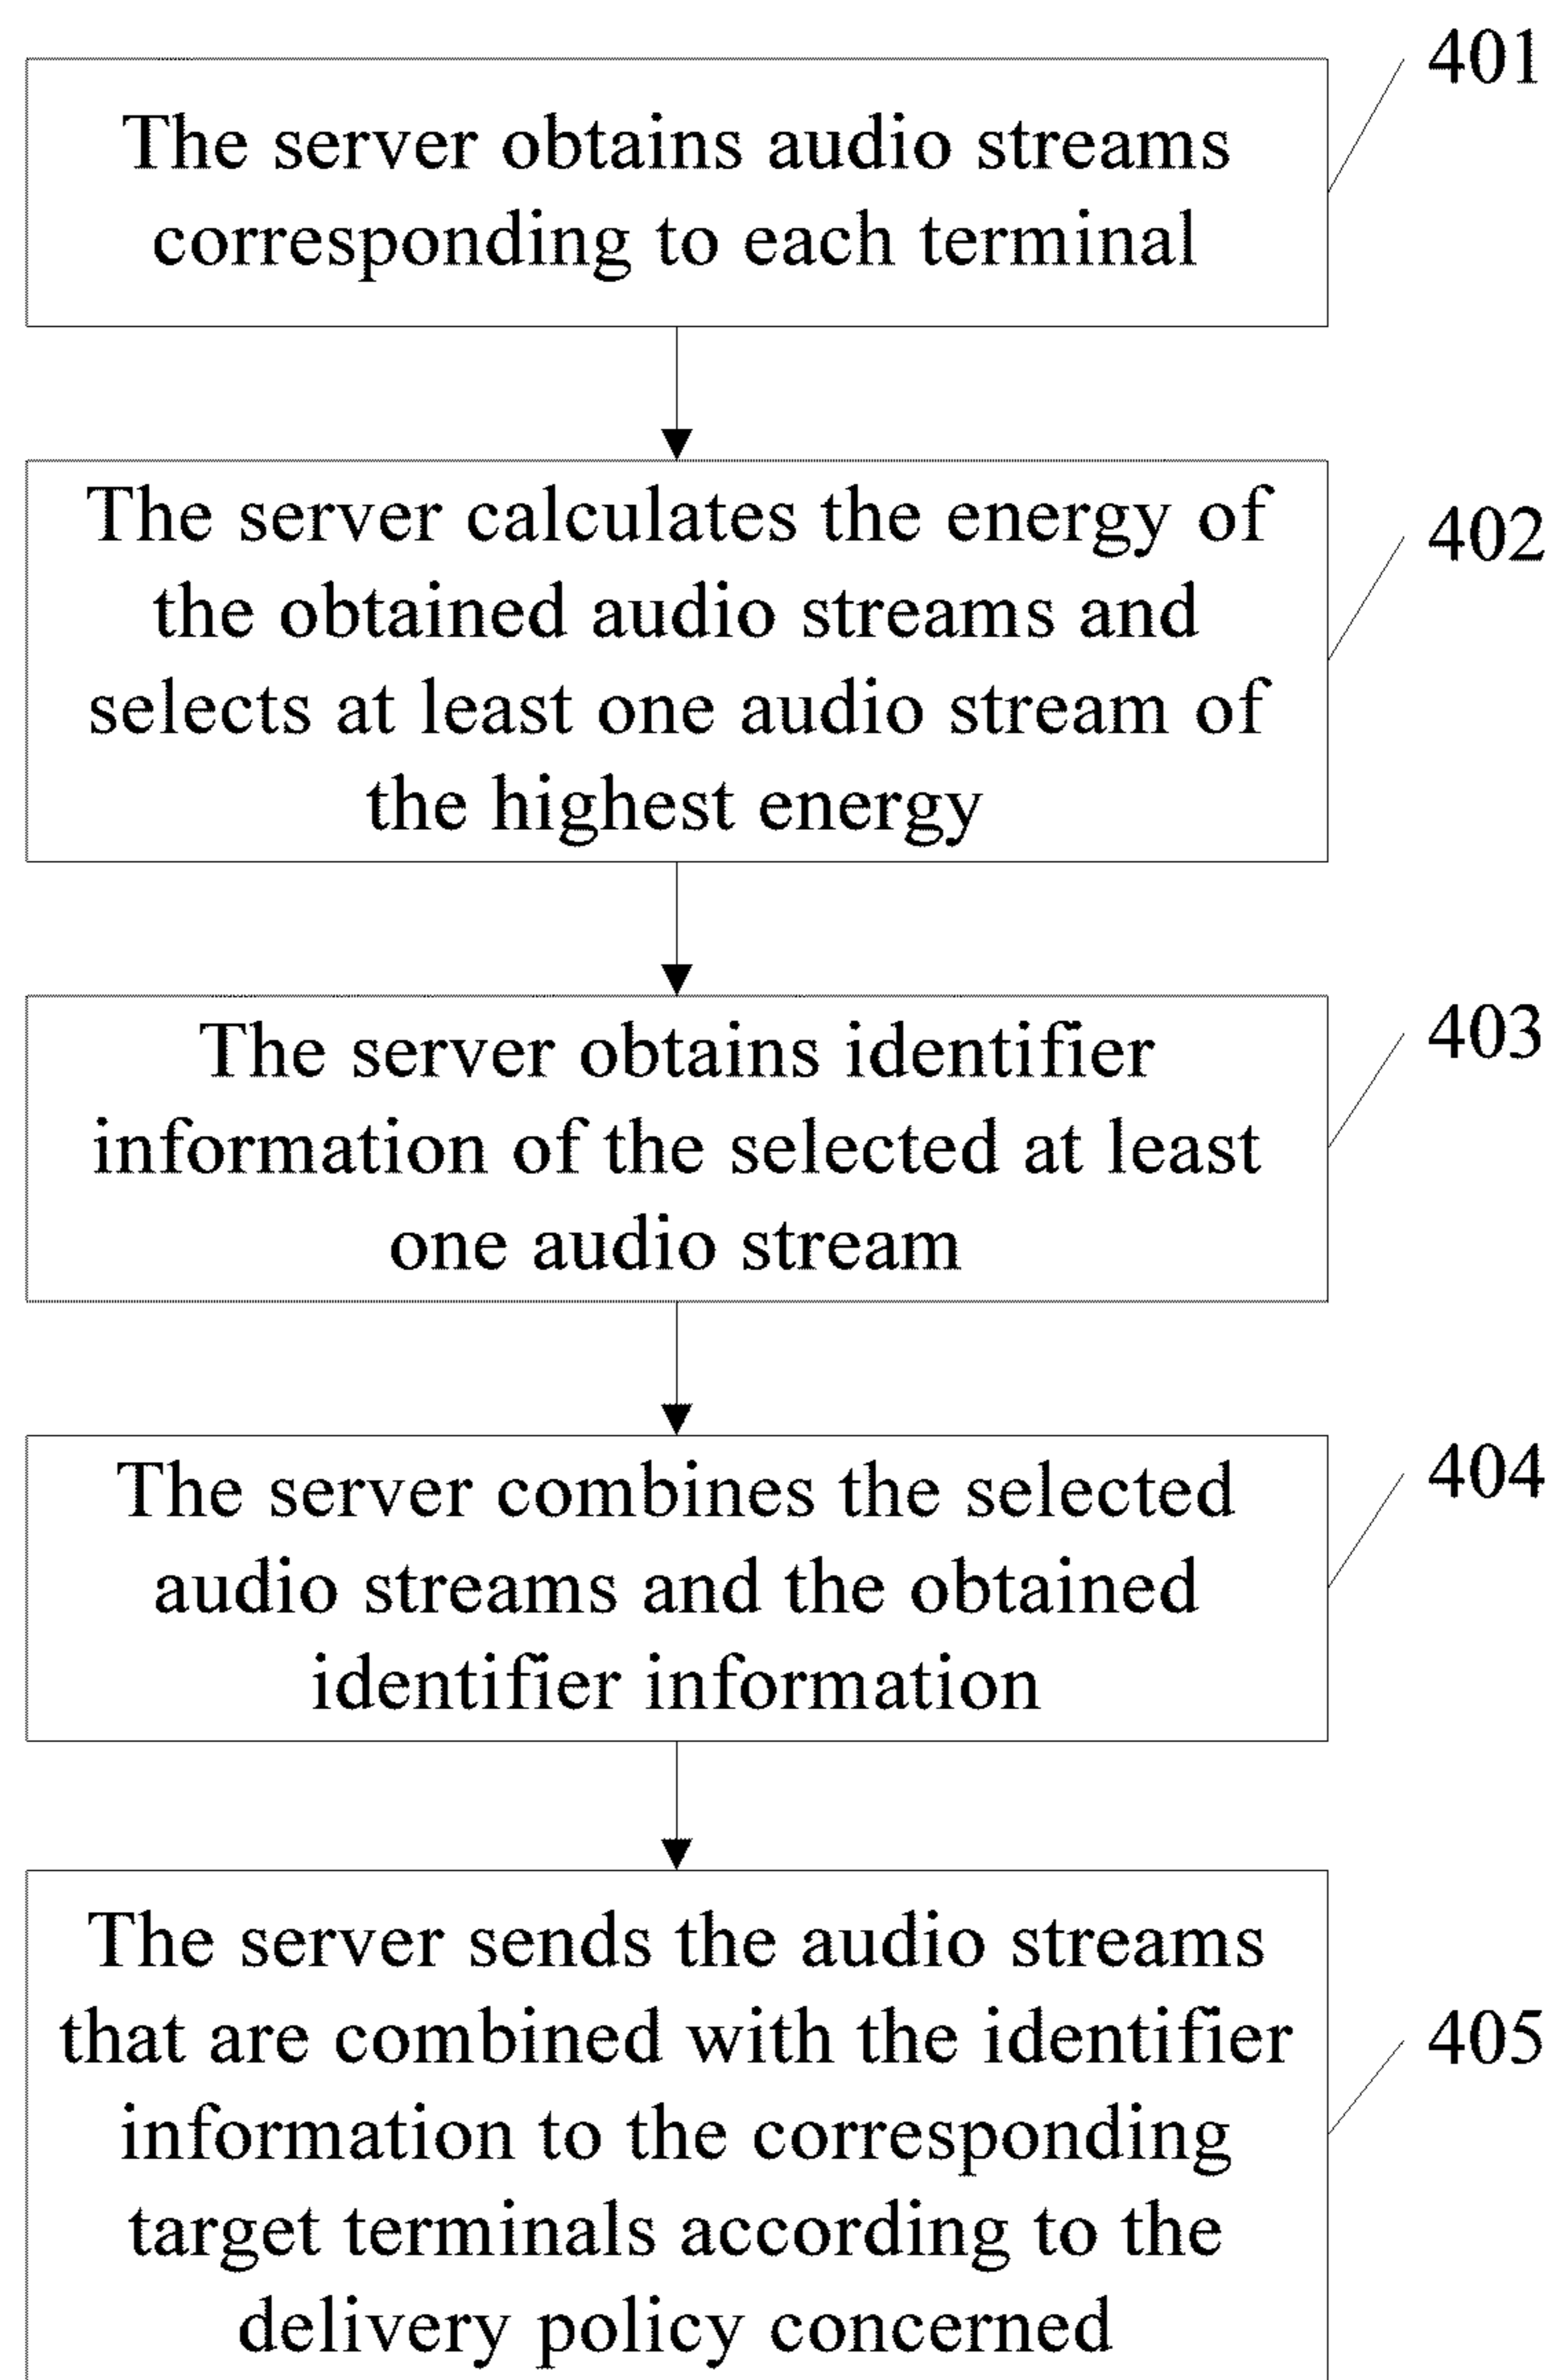 401
The server obtains audio streams
corresponding to each terminal
402
The server calculates the energy of
the obtained audio streams and
selects at least one audio stream of
the highest energy
403
The server obtains identifier
information of the selected at least
one audio stream
404
The server combines the selected
audio streams and the obtained
identifier information
405
The server sends the audio streams
that are combined with the identifier
information to the corresponding
target terminals according to the
delivery policy concerned